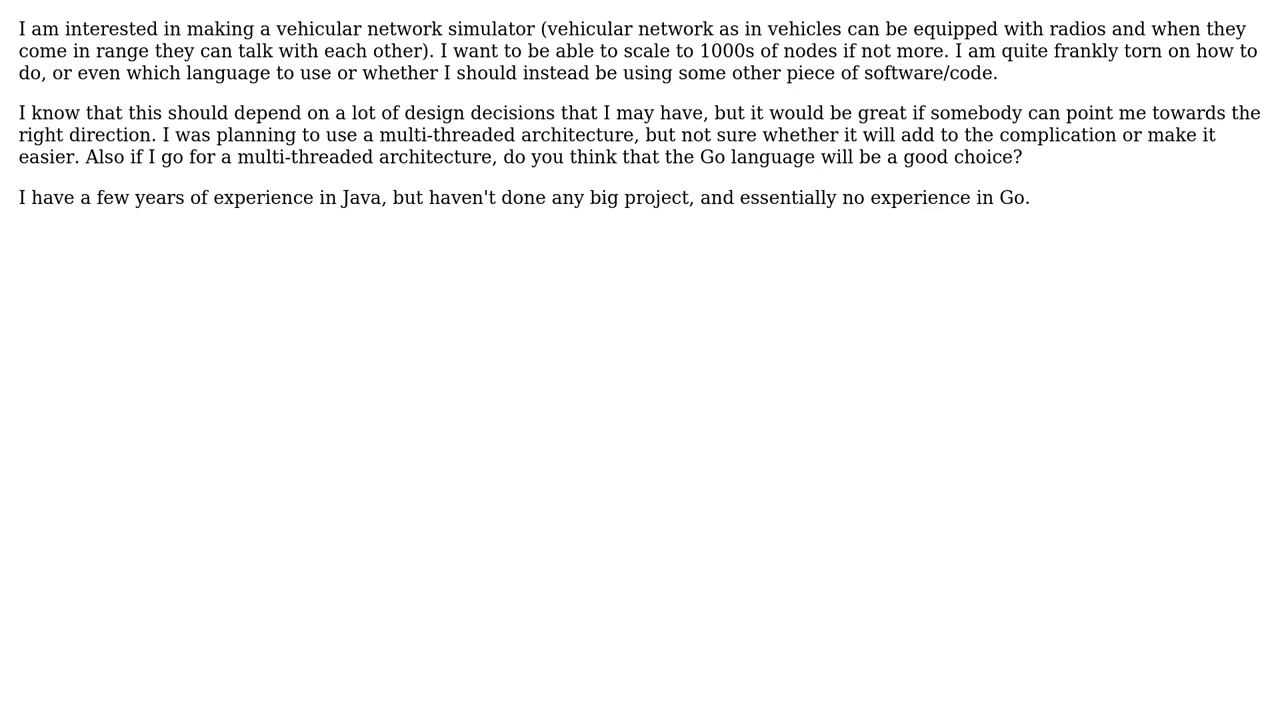 I am interested in making a vehicular network simulator (vehicular network as in vehicles can be equipped with radios and when they
come in range they can talk with each other). I want to be able to scale to 1000s of nodes if not more. I am quite frankly torn on how to
do, or even which language to use or whether I should instead be using some other piece of software/code.
I know that this should depend on a lot of design decisions that I may have, but it would be great if somebody can point me towards the
right direction. I was planning to use a multi-threaded architecture, but not sure whether it will add to the complication or make it
easier. Also if I go for a multi-threaded architecture, do you think that the Go language will be a good choice?
I have a few years of experience in Java, but haven't done any big project, and essentially no experience in Go.